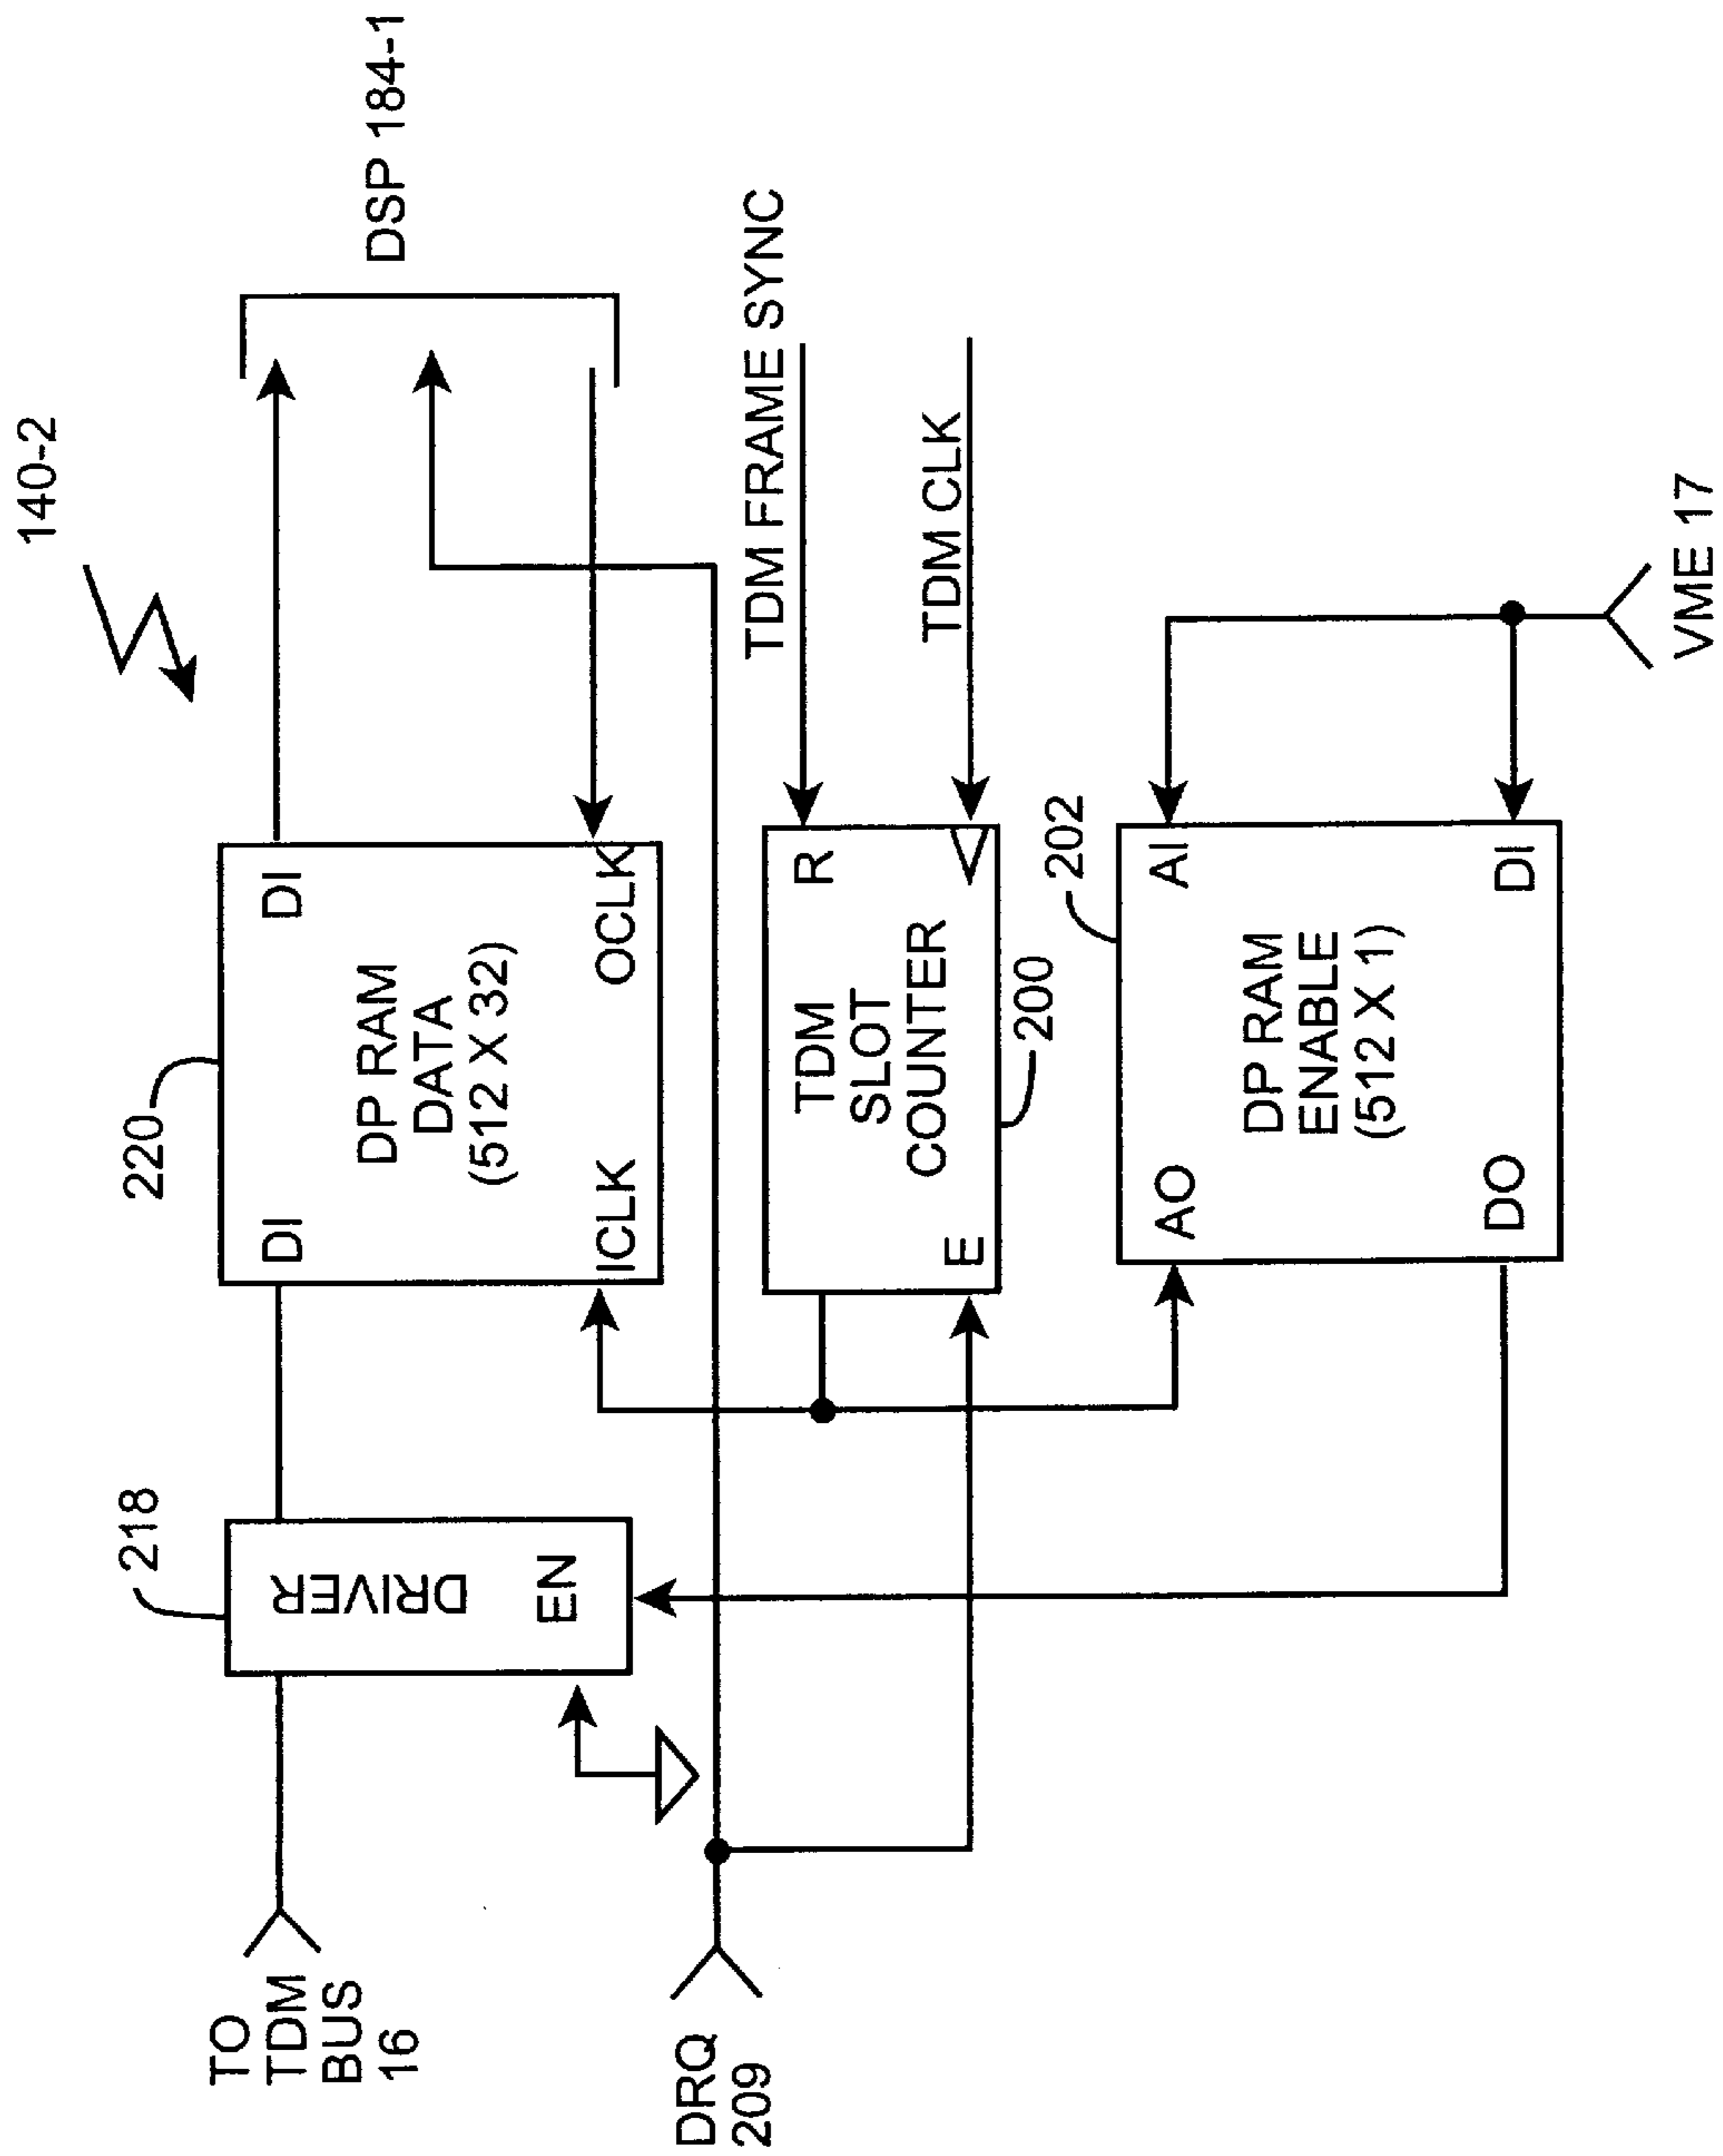 140-2
220
DI
DI
DP RAM
DATA
(512 X 32)
ICLK
OCLK
DSP 184-1
218
DRIVER
EN
TO
TDM
BUS
16
DRQ
209
TDM
SLOT
COUNTER
R
E
200
TDM FRAME SYNC
TDM CLK
202
AO
AI
DP RAM
ENABLE
(512 X 1)
DO
DI
VME 17